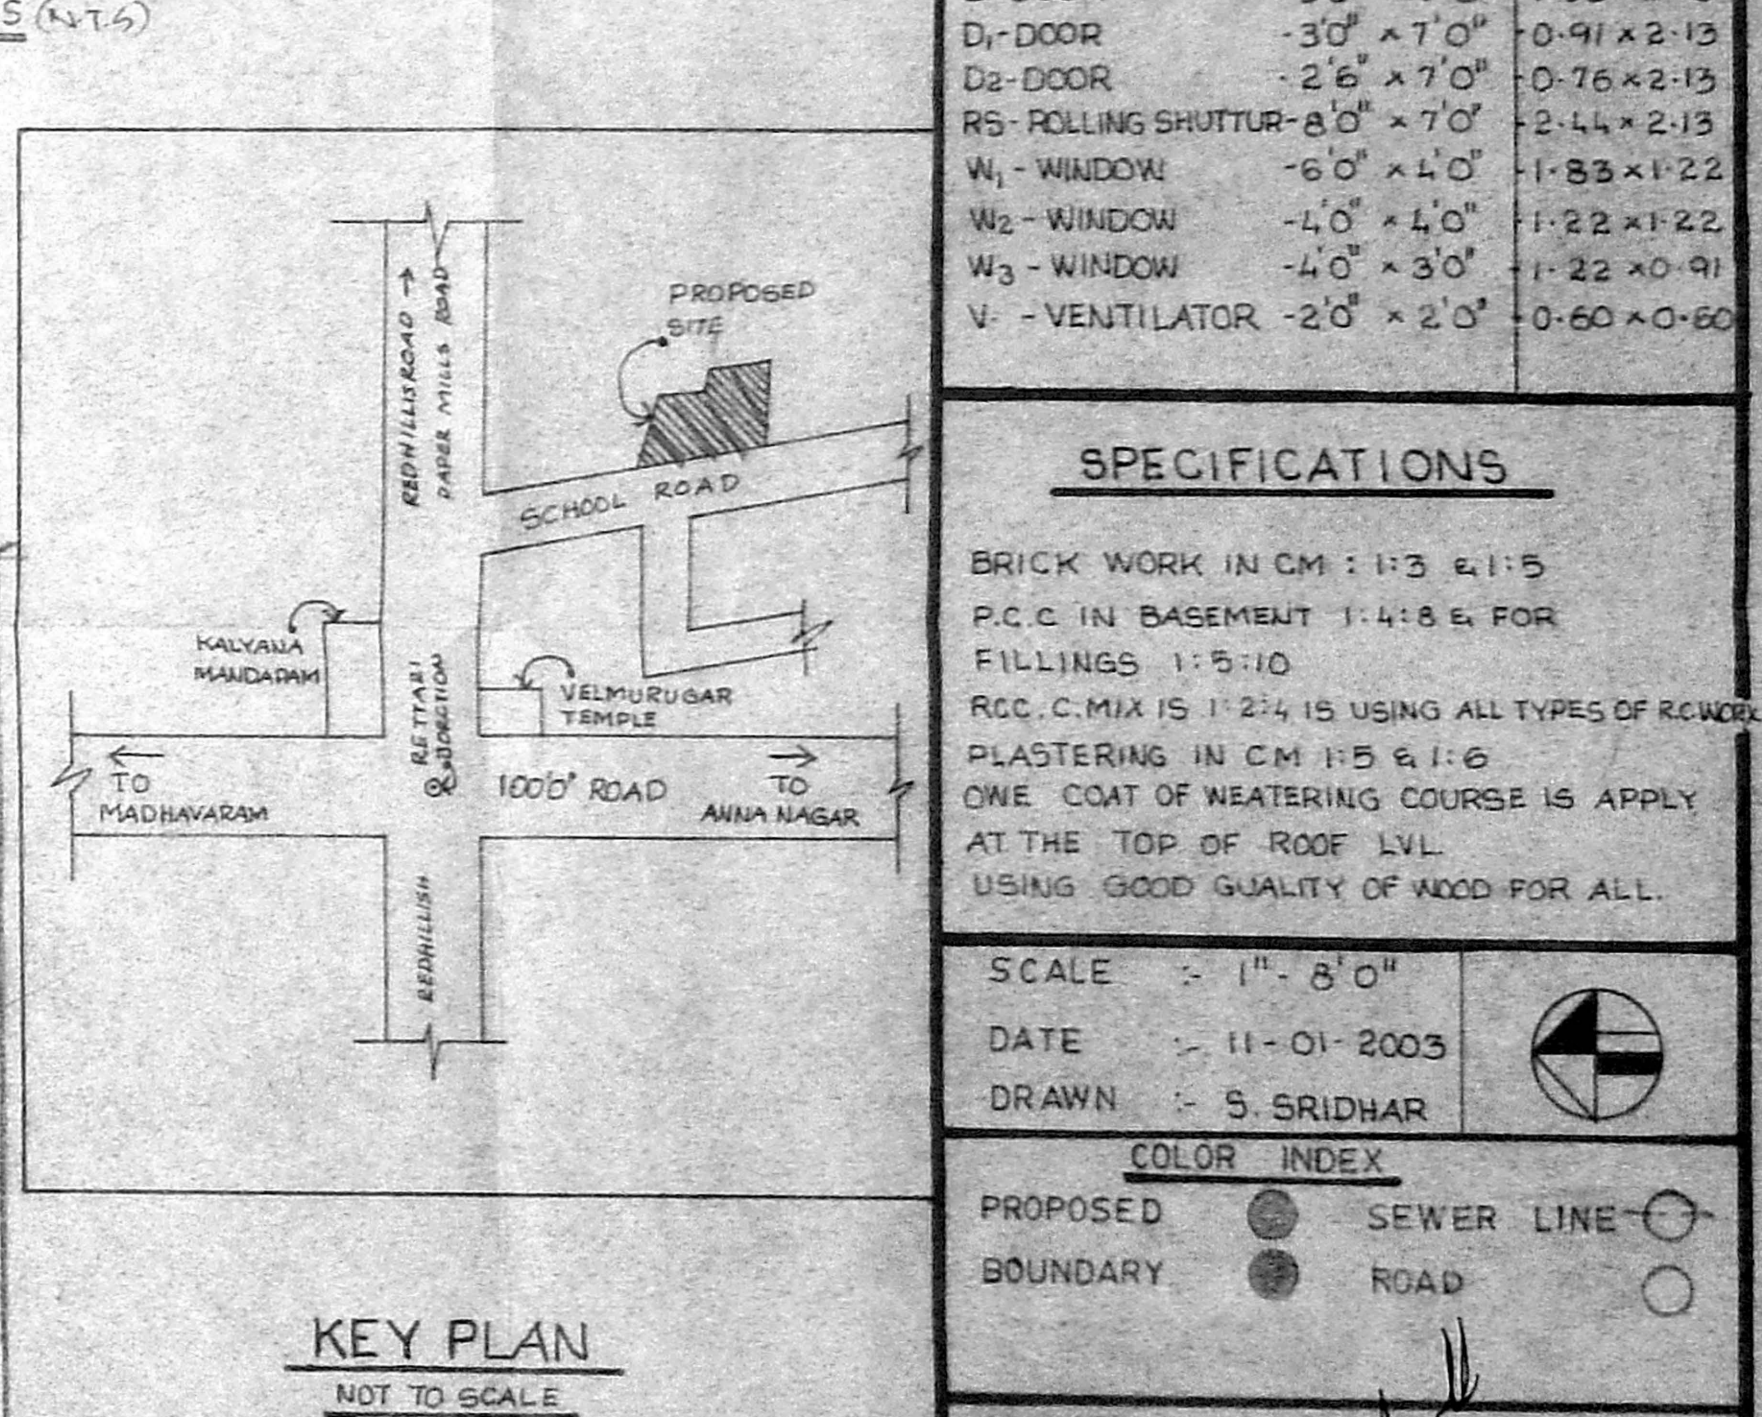 S (N.T.S)
D1-DOOR -3'0" x 7'0" 0.91 x 2.13
D2-DOOR - 2'6" x 7'0" 0.76 x 2.13
RS- ROLLING SHUTTUR-8'0" x 7'0" 2.44 x 2.13
W1 - WINDOW -6'0" x 4'0" 1.83 x 1.22
W2 - WINDOW -4'0" x 4'0" 1.22 x 1.22
W3 - WINDOW -4'0" x 3'0" 1.22 x 0.91
V. - VENTILATOR -2'0" x 2'0" 0.60 x 0.60
PROPOSED
SITE
REDHILLISROAD →
PAPER MILLS ROAD
SCHOOL ROAD
KALYANA
MANDAPAM
RETTARI
VELMURUGAR
TEMPLE
←
TO
MADHAVARAM
100'0" ROAD
→
TO
ANNA NAGAR
REDHILLISH
KEY PLAN
NOT TO SCALE
SPECIFICATIONS
BRICK WORK IN CM : 1:3 & 1:5
P.C.C IN BASEMENT 1:4:8 & FOR
FILLINGS 1:5:10
RCC. C.MIX IS 1:2:4 IS USING ALL TYPES OF R.C WORK
PLASTERING IN CM 1:5 & 1:6
OWE COAT OF WEATERING COURSE IS APPLY
AT THE TOP OF ROOF LVL.
USING GOOD GUALITY OF WOOD FOR ALL.
SCALE :- 1" - 8'0"
DATE :- 11-01-2003
DRAWN :- S. SRIDHAR
COLOR INDEX
PROPOSED SEWER LINE
BOUNDARY ROAD